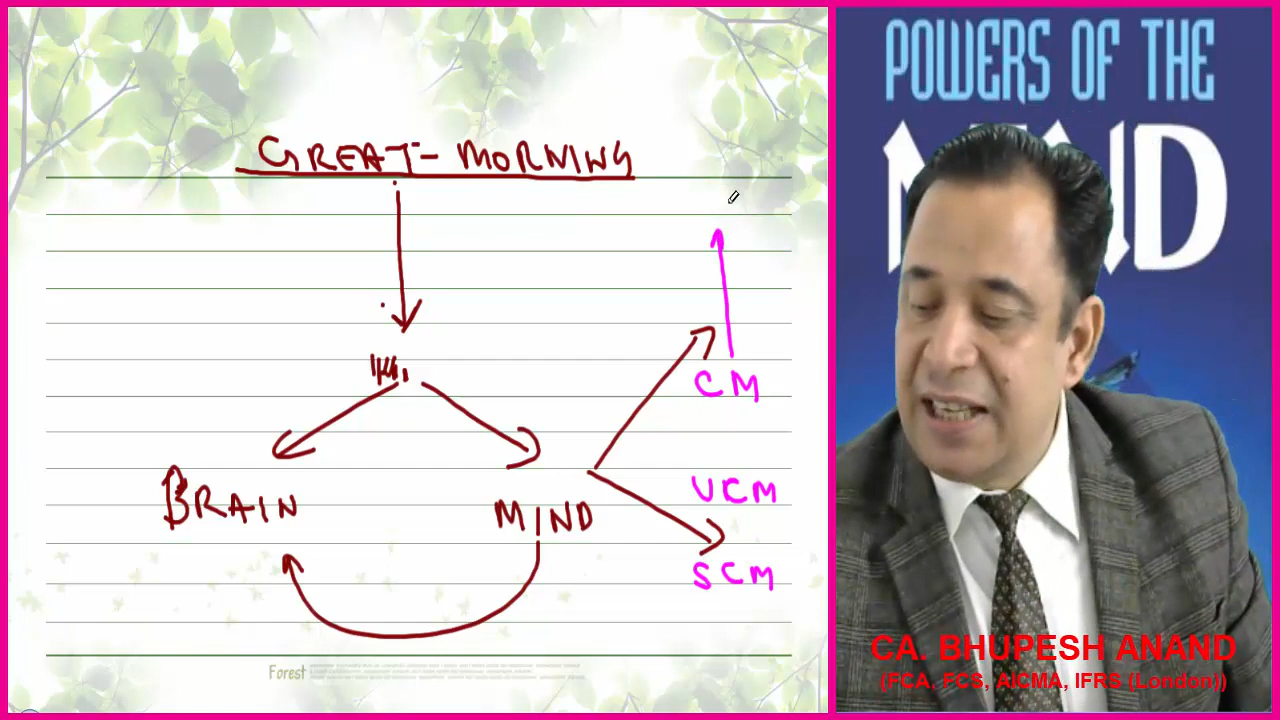 GREAT - MORNING
BRAIN
MIND
CM
UCM
SCM
Forest
POWERS OF THE
MIND
CA. BHUPESH ANAND
(FCA, FCS, AICMA, IFRS (London))